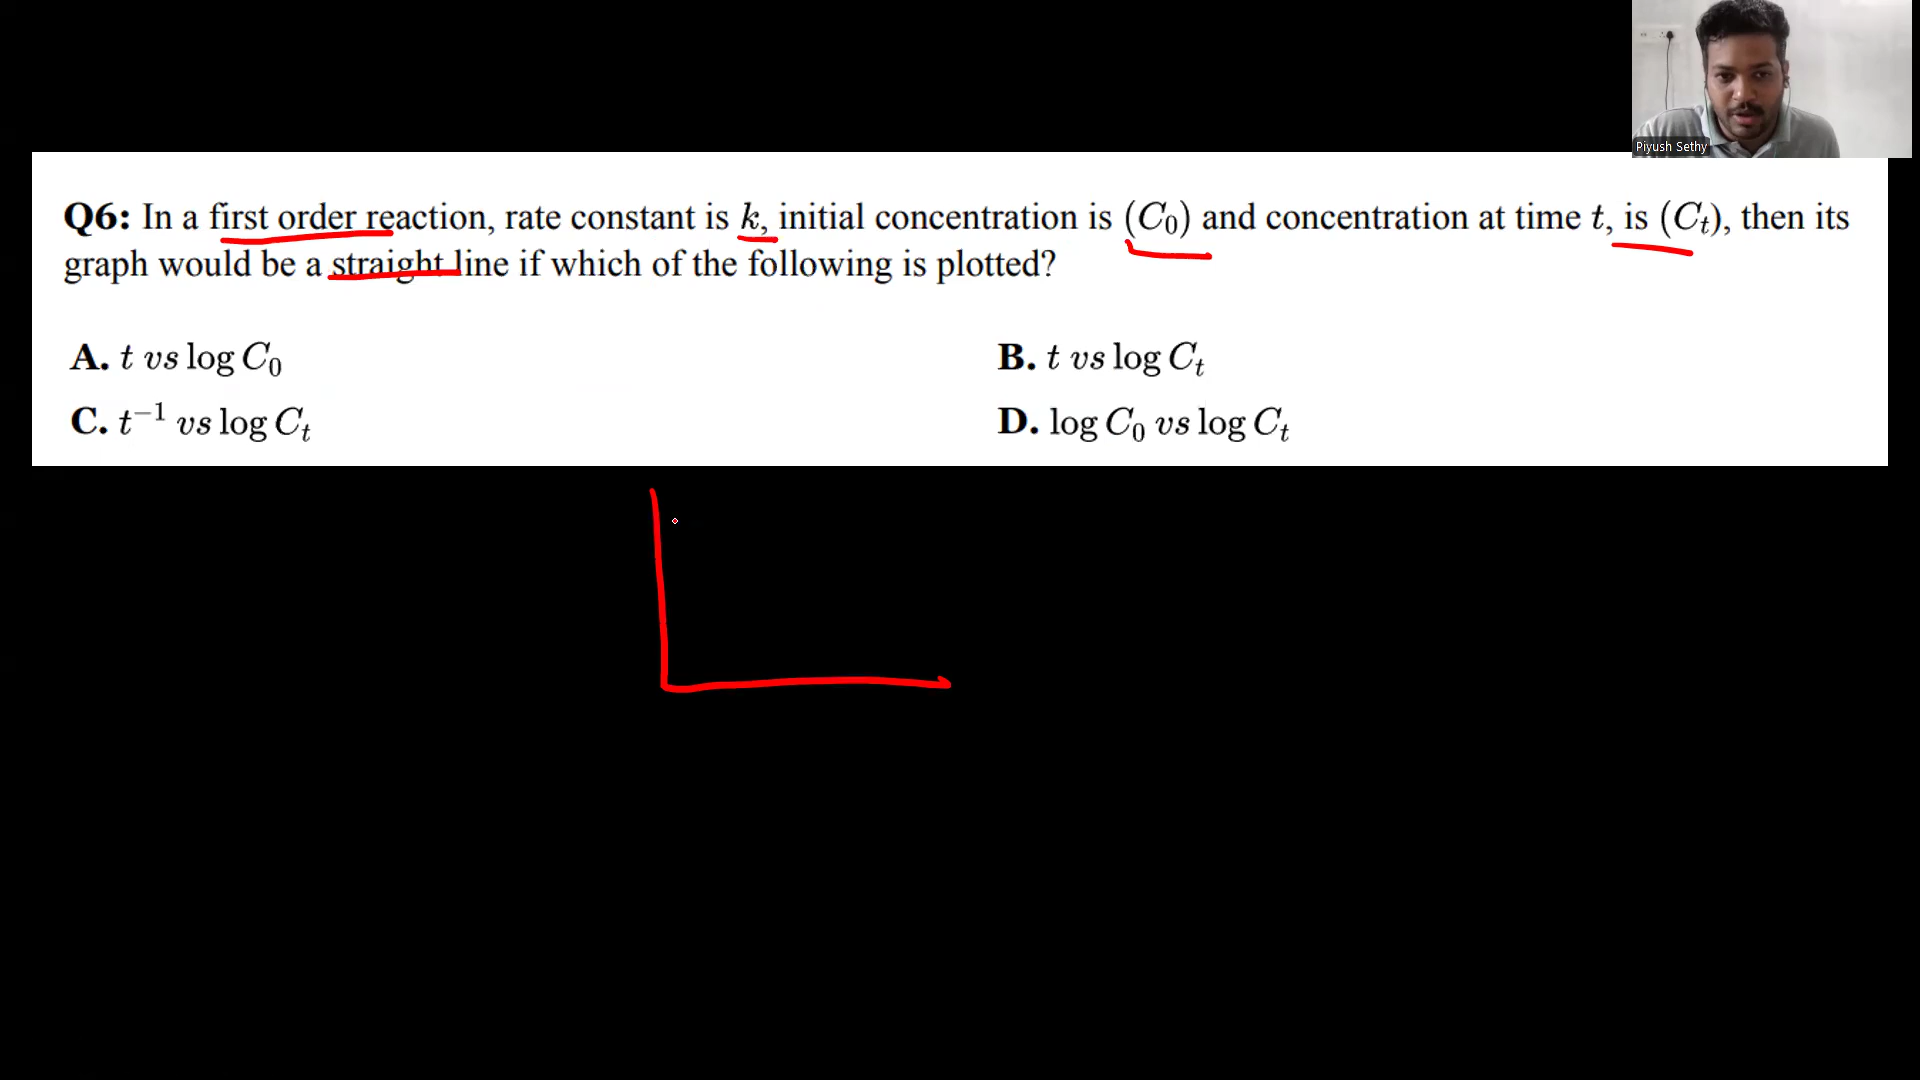 Piyush Sethy
Q6: In a first order reaction, rate constant is k, initial concentration is (C₀) and concentration at time t, is (Cₜ), then its
graph would be a straight line if which of the following is plotted?
A. t vs log C₀
B. t vs log Cₜ
C. t⁻¹ vs log Cₜ
D. log C₀ vs log Cₜ